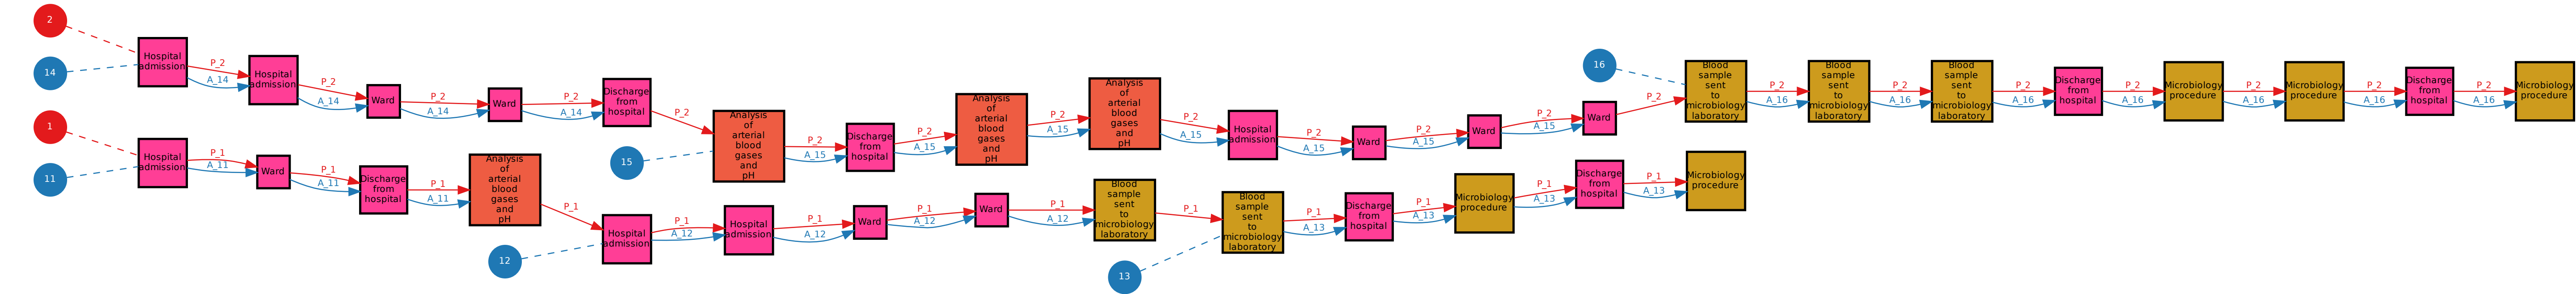 2
14
Hospital
admission
P_2
A_14
Hospital
admission
P_2
A_14
Ward
P_2
A_14
Ward
P_2
A_14
Discharge
from
hospital
P_2
15
Analysis
of
arterial
blood
gases
and
pH
P_2
A_15
Discharge
from
hospital
P_2
A_15
Analysis
of
arterial
blood
gases
and
pH
P_2
A_15
Analysis
of
arterial
blood
gases
and
pH
P_2
A_15
Hospital
admission
P_2
A_15
Ward
P_2
A_15
Ward
P_2
A_15
Ward
P_2
16
Blood
sample
sent
to
microbiology
laboratory
P_2
A_16
Blood
sample
sent
to
microbiology
laboratory
P_2
A_16
Blood
sample
sent
to
microbiology
laboratory
P_2
A_16
Discharge
from
hospital
P_2
A_16
Microbiology
procedure
P_2
A_16
Microbiology
procedure
P_2
A_16
Discharge
from
hospital
P_2
A_16
Microbiology
procedure
1
11
Hospital
admission
P_1
A_11
Ward
P_1
A_11
Discharge
from
hospital
P_1
A_11
Analysis
of
arterial
blood
gases
and
pH
P_1
12
Hospital
admission
P_1
A_12
Hospital
admission
P_1
A_12
Ward
P_1
A_12
Ward
P_1
A_12
Blood
sample
sent
to
microbiology
laboratory
P_1
13
Blood
sample
sent
to
microbiology
laboratory
P_1
A_13
Discharge
from
hospital
P_1
A_13
Microbiology
procedure
P_1
A_13
Discharge
from
hospital
P_1
A_13
Microbiology
procedure